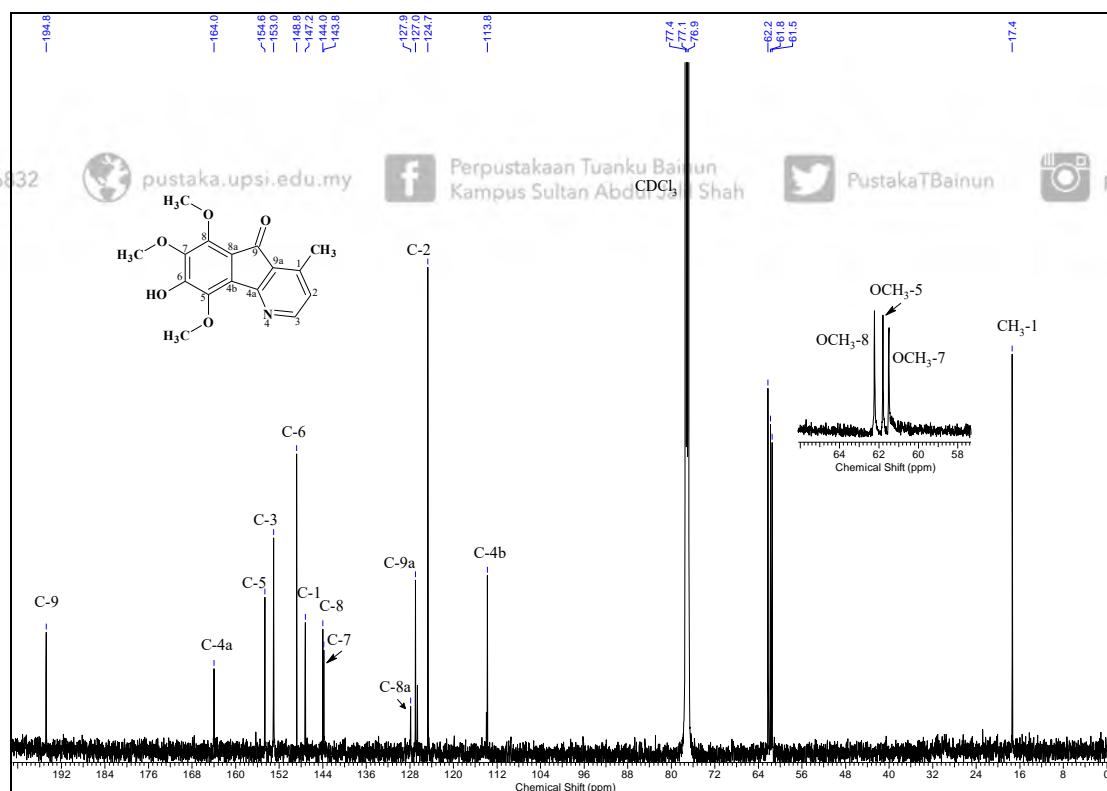 194.8
164.0
154.6
153.0
148.8
147.2
144.0
143.8
127.9
127.0
124.7
113.8
77.4
77.1
76.9
62.2
61.8
61.5
17.4
5832
pustaka.upsi.edu.my
Perpustakaan Tuanku Bainun
Kampus Sultan Abdul Jalil Shah
PustakaTBainun
CDCl3
H3C
O
8
O
H3C
O
7
8a
9
9a
CH3
1
6
HO
5
4b
4a
2
O
N
4
3
H3C
C-2
OCH3-5
OCH3-8
OCH3-7
CH3-1
64 62 60 58
Chemical Shift (ppm)
C-6
C-3
C-5
C-1
C-8
C-7
C-9a
C-4b
C-9
C-4a
C-8a
192 184 176 168 160 152 144 136 128 120 112 104 96 88 80 72 64 56 48 40 32 24 16 8 0
Chemical Shift (ppm)